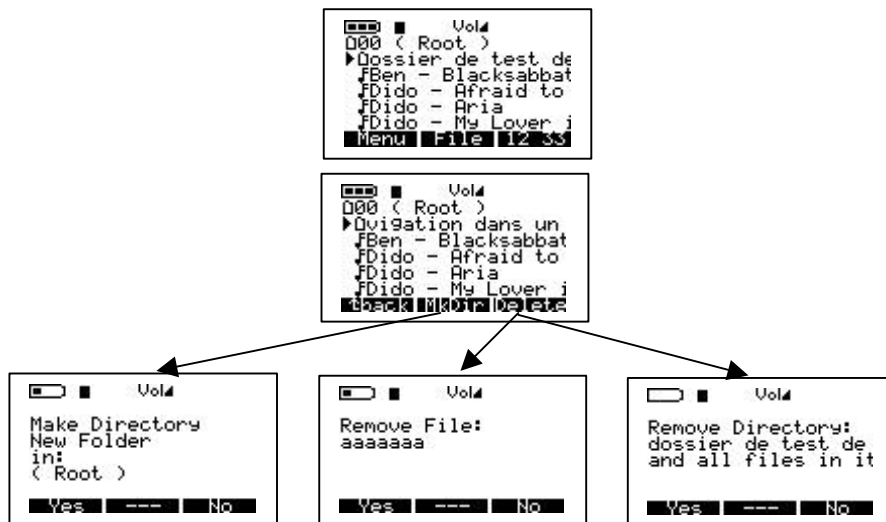 Vol
00 ( Root )
Dossier de test de
Ben - Blacksabbat
Dido - Afraid to
Dido - Aria
Dido - My Lover i
Menu File 12 33
Vol
00 ( Root )
vigation dans un
Ben - Blacksabbat
Dido - Afraid to
Dido - Aria
Dido - My Lover i
back MkDir Delete
Vol
Make Directory
New Folder
in:
( Root )
Yes --- No
Vol
Remove File:
aaaaaaa
Yes --- No
Vol
Remove Directory:
dossier de test de
and all files in it
Yes --- No